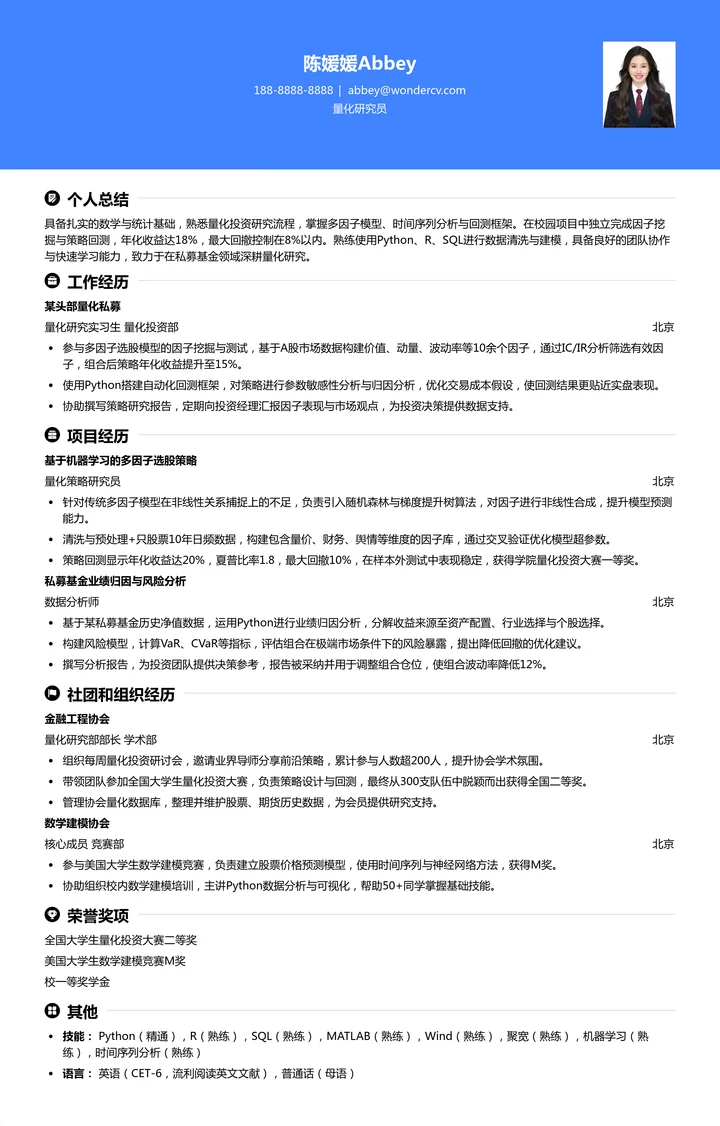 陈媛媛Abbey
188-8888-8888 | abbey@wondercv.com
量化研究员
个人总结
具备扎实的数学与统计基础，熟悉量化投资研究流程，掌握多因子模型、时间序列分析与回测框架。在校园项目中独立完成因子挖
掘与策略回测，年化收益达18%，最大回撤控制在8%以内。熟练使用Python、R、SQL进行数据清洗与建模，具备良好的团队协作
与快速学习能力，致力于在私募基金领域深耕量化研究。
工作经历
某头部量化私募
量化研究实习生 量化投资部 北京
• 参与多因子选股模型的因子挖掘与测试，基于A股市场数据构建价值、动量、波动率等10余个因子，通过IC/IR分析筛选有效因
子，组合后策略年化收益提升至15%。
• 使用Python搭建自动化回测框架，对策略进行参数敏感性分析与归因分析，优化交易成本假设，使回测结果更贴近实盘表现。
• 协助撰写策略研究报告，定期向投资经理汇报因子表现与市场观点，为投资决策提供数据支持。
项目经历
基于机器学习的多因子选股策略
量化策略研究员 北京
• 针对传统多因子模型在非线性关系捕捉上的不足，负责引入随机森林与梯度提升树算法，对因子进行非线性合成，提升模型预测
能力。
• 清洗与预处理+只股票10年日频数据，构建包含量价、财务、舆情等维度的因子库，通过交叉验证优化模型超参数。
• 策略回测显示年化收益达20%，夏普比率1.8，最大回撤10%，在样本外测试中表现稳定，获得学院量化投资大赛一等奖。
私募基金业绩归因与风险分析
数据分析师 北京
• 基于某私募基金历史净值数据，运用Python进行业绩归因分析，分解收益来源至资产配置、行业选择与个股选择。
• 构建风险模型，计算VaR、CVaR等指标，评估组合在极端市场条件下的风险暴露，提出降低回撤的优化建议。
• 撰写分析报告，为投资团队提供决策参考，报告被采纳并用于调整组合仓位，使组合波动率降低12%。
社团和组织经历
金融工程协会
量化研究部部长 学术部 北京
• 组织每周量化投资研讨会，邀请业界导师分享前沿策略，累计参与人数超200人，提升协会学术氛围。
• 带领团队参加全国大学生量化投资大赛，负责策略设计与回测，最终从300支队伍中脱颖而出获得全国二等奖。
• 管理协会量化数据库，整理并维护股票、期货历史数据，为会员提供研究支持。
数学建模协会
核心成员 竞赛部 北京
• 参与美国大学生数学建模竞赛，负责建立股票价格预测模型，使用时间序列与神经网络方法，获得M奖。
• 协助组织校内数学建模培训，主讲Python数据分析与可视化，帮助50+同学掌握基础技能。
荣誉奖项
全国大学生量化投资大赛二等奖
美国大学生数学建模竞赛M奖
校一等奖学金
其他
• 技能： Python（精通），R（熟练），SQL（熟练），MATLAB（熟练），Wind（熟练），聚宽（熟练），机器学习（熟
练），时间序列分析（熟练）
• 语言： 英语（CET-6，流利阅读英文文献），普通话（母语）